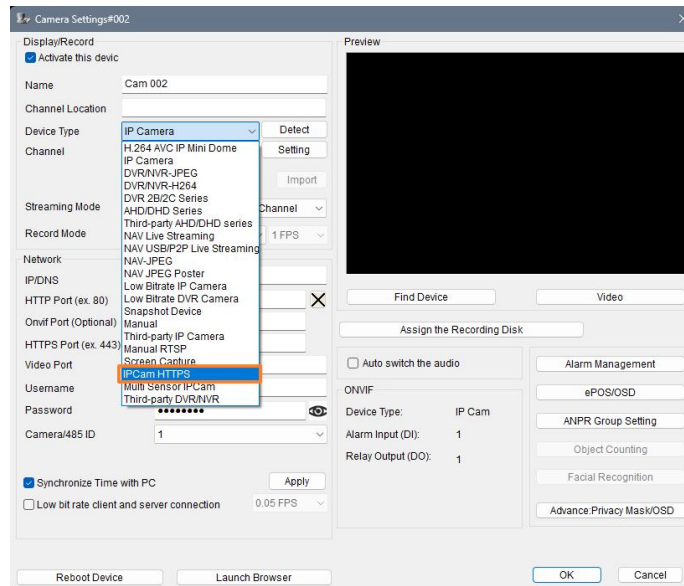 Camera Settings#002
Display/Record
Activate this devic
Name Cam 002
Channel Location
Device Type IP Camera Detect
Channel Setting
Import
Streaming Mode Channel
Record Mode 1 FPS
H.264 AVC IP Mini Dome
IP Camera
DVR/NVR-JPEG
DVR/NVR-H264
DVR 2B/2C Series
AHD/DHD Series
Third-party AHD/DHD series
NAV Live Streaming
NAV USB/P2P Live Streaming
NAV-JPEG
NAV JPEG Poster
Low Bitrate IP Camera
Low Bitrate DVR Camera
Snapshot Device
Manual
Third-party IP Camera
Manual RTSP
Screen Capture
IPCam HTTPS
Multi Sensor IPCam
Third-party DVR/NVR
Network
IP/DNS
HTTP Port (ex. 80)
Onvif Port (Optional)
HTTPS Port (ex. 443)
Video Port
Username
Password
Camera/485 ID 1
Synchronize Time with PC Apply
Low bit rate client and server connection 0.05 FPS
Reboot Device Launch Browser
Preview
Find Device Video
Assign the Recording Disk
Auto switch the audio
ONVIF
Device Type: IP Cam
Alarm Input (DI): 1
Relay Output (DO): 1
Alarm Management
ePOS/OSD
ANPR Group Setting
Object Counting
Facial Recognition
Advance:Privacy Mask/OSD
OK Cancel